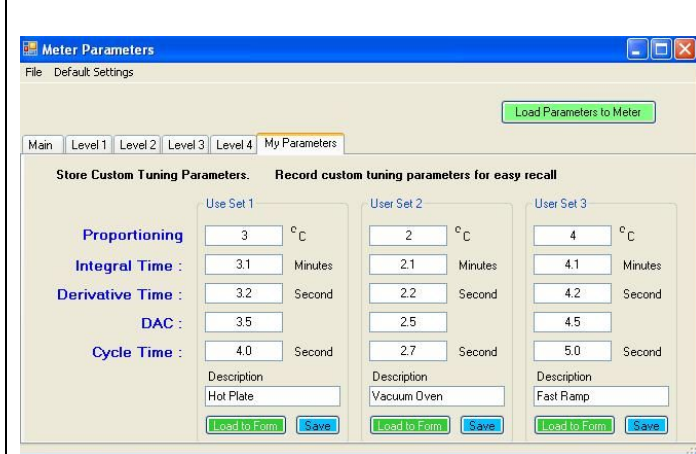 Meter Parameters
File Default Settings
Load Parameters to Meter
Main Level 1 Level 2 Level 3 Level 4 My Parameters
Store Custom Tuning Parameters. Record custom tuning parameters for easy recall
Use Set 1 User Set 2 User Set 3
Proportioning 3 °C 2 °C 4 °C
Integral Time : 3.1 Minutes 2.1 Minutes 4.1 Minutes
Derivative Time : 3.2 Second 2.2 Second 4.2 Second
DAC : 3.5 2.5 4.5
Cycle Time : 4.0 Second 2.7 Second 5.0 Second
Description Description Description
Hot Plate Vacuum Oven Fast Ramp
Load to Form Save Load to Form Save Load to Form Save